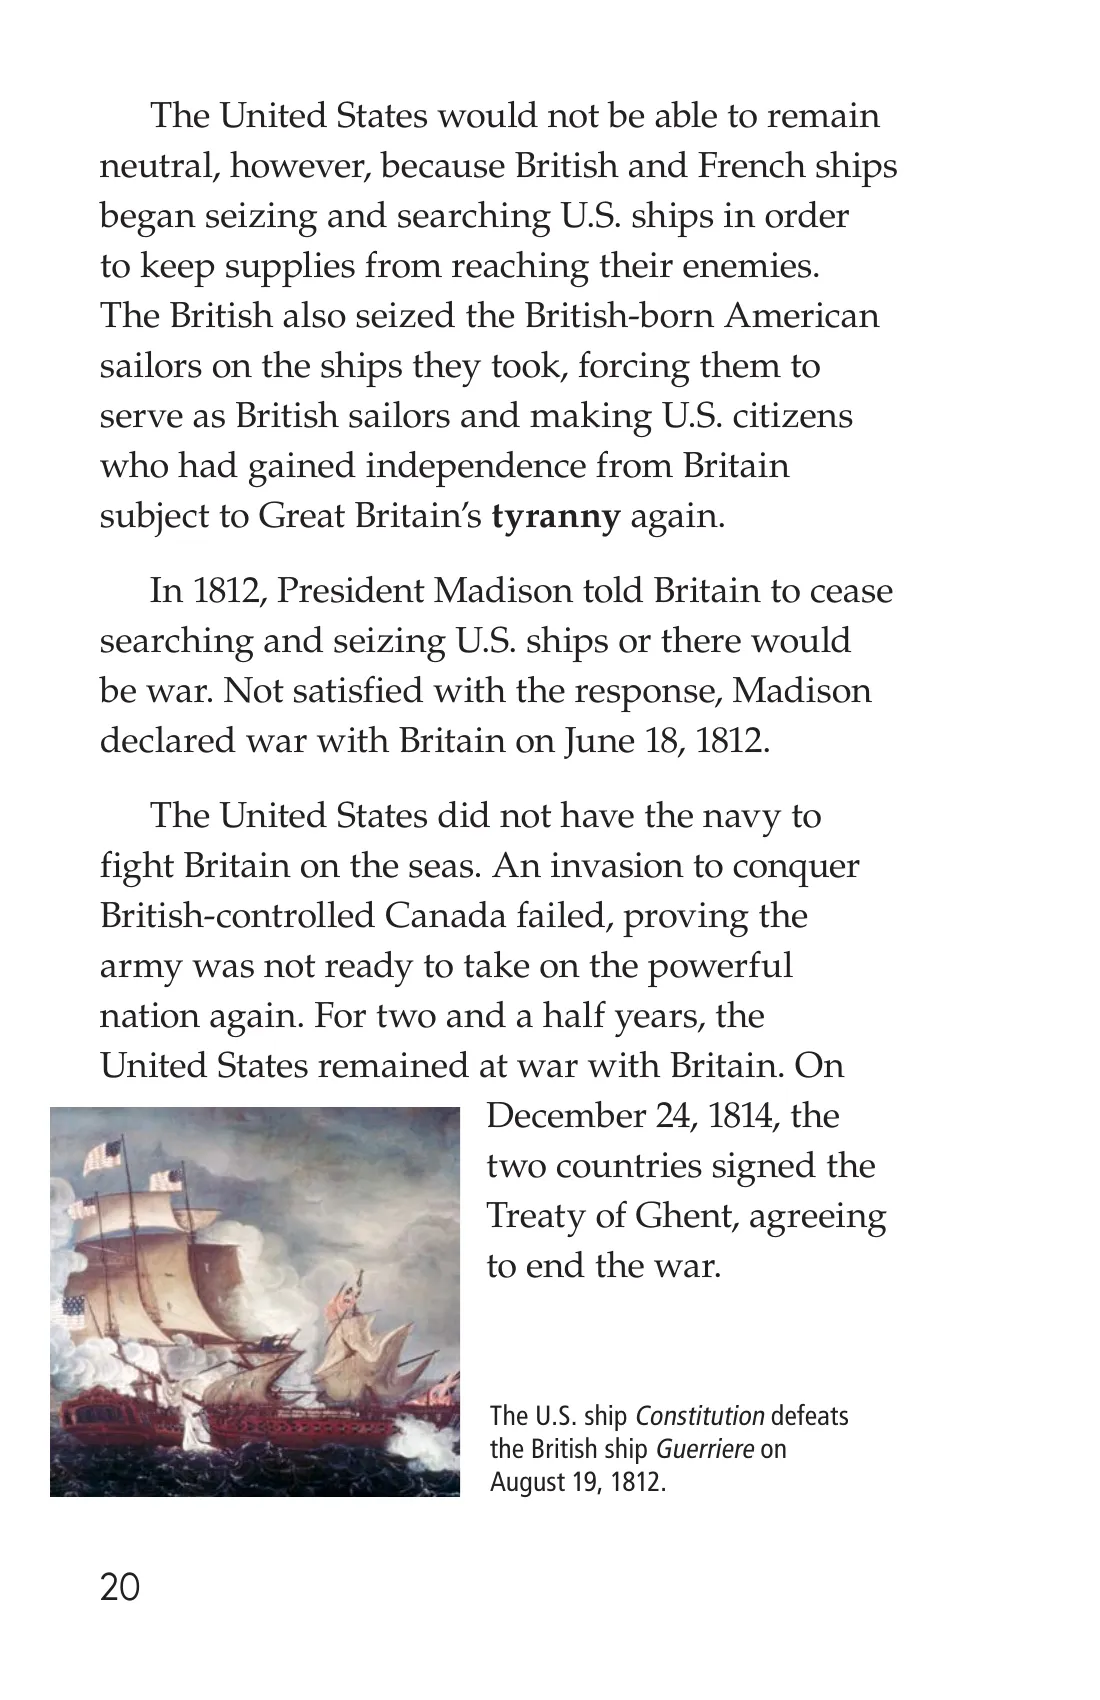 The United States would not be able to remain
neutral, however, because British and French ships
began seizing and searching U.S. ships in order
to keep supplies from reaching their enemies.
The British also seized the British-born American
sailors on the ships they took, forcing them to
serve as British sailors and making U.S. citizens
who had gained independence from Britain
subject to Great Britain’s tyranny again.
In 1812, President Madison told Britain to cease
searching and seizing U.S. ships or there would
be war. Not satisfied with the response, Madison
declared war with Britain on June 18, 1812.
The United States did not have the navy to
fight Britain on the seas. An invasion to conquer
British-controlled Canada failed, proving the
army was not ready to take on the powerful
nation again. For two and a half years, the
United States remained at war with Britain. On
December 24, 1814, the
two countries signed the
Treaty of Ghent, agreeing
to end the war.
The U.S. ship Constitution defeats
the British ship Guerriere on
August 19, 1812.
20